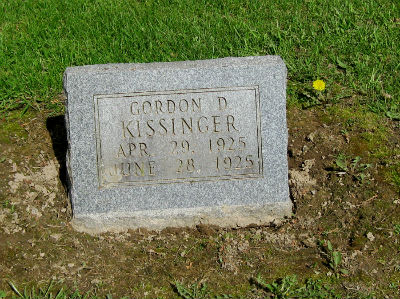 GORDON D
KISSINGER
APR. 29, 1925
JUNE 28, 1925